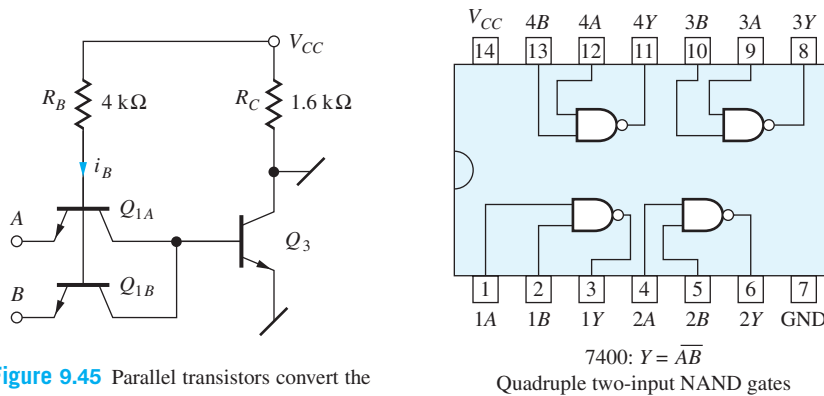 V_CC
R_B 4 kΩ
R_C 1.6 kΩ
i_B
A
Q_1A
Q_3
B
Q_1B
Figure 9.45 Parallel transistors convert the
V_CC 4B 4A 4Y 3B 3A 3Y
14 13 12 11 10 9 8
1 2 3 4 5 6 7
1A 1B 1Y 2A 2B 2Y GND
7400: Y = \overline{AB}
Quadruple two-input NAND gates